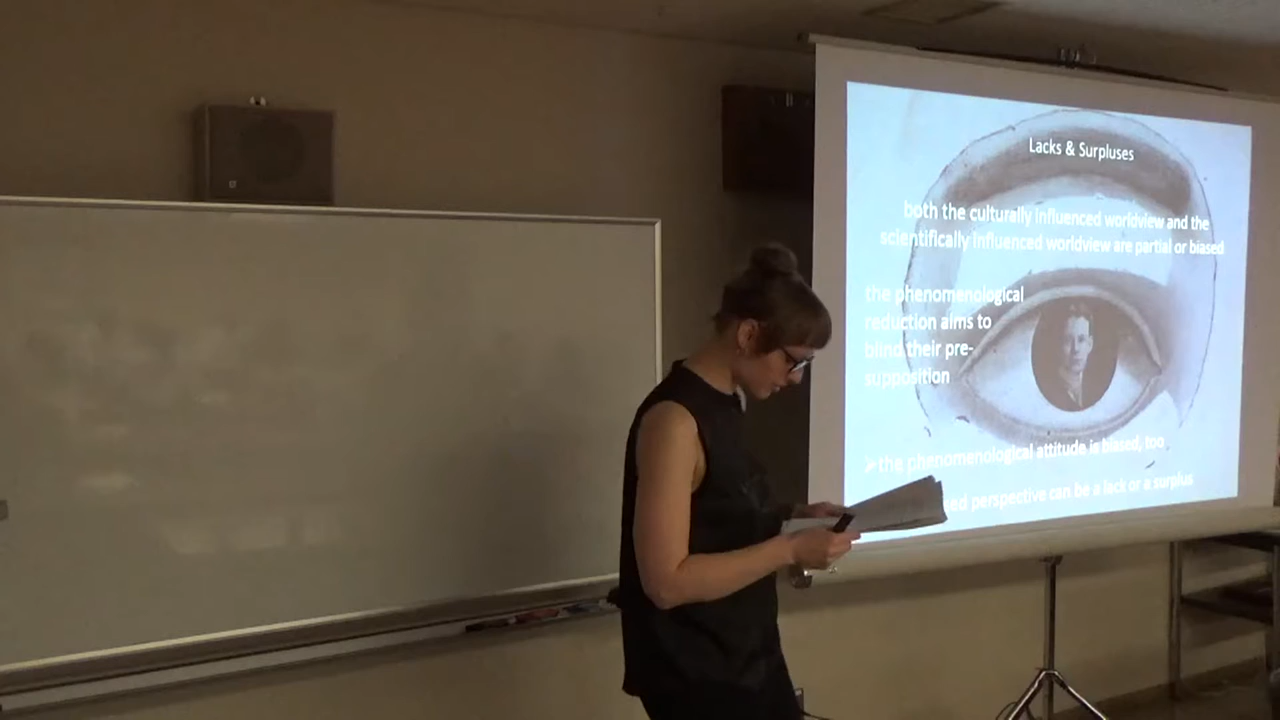 Lacks & Surpluses
both the culturally influenced worldview and the
scientifically influenced worldview are partial or biased
the phenomenological
reduction aims to
blind their pre-
supposition
➢the phenomenological attitude is biased, too
perspective can be a lack or a surplus